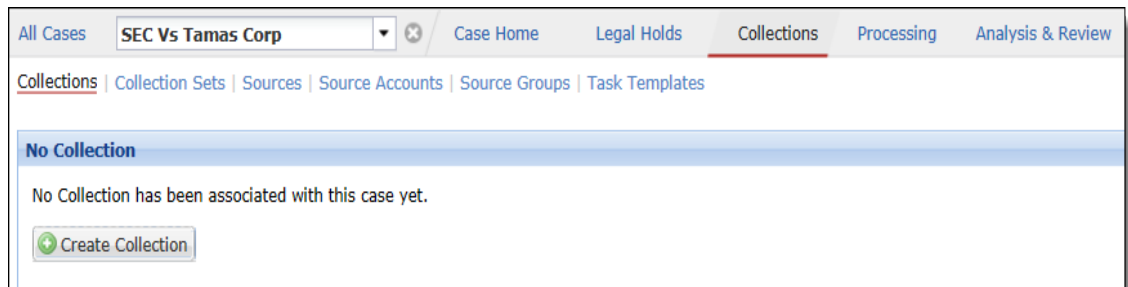 All Cases SEC Vs Tamas Corp Case Home Legal Holds Collections Processing Analysis & Review
Collections | Collection Sets | Sources | Source Accounts | Source Groups | Task Templates
No Collection
No Collection has been associated with this case yet.
Create Collection